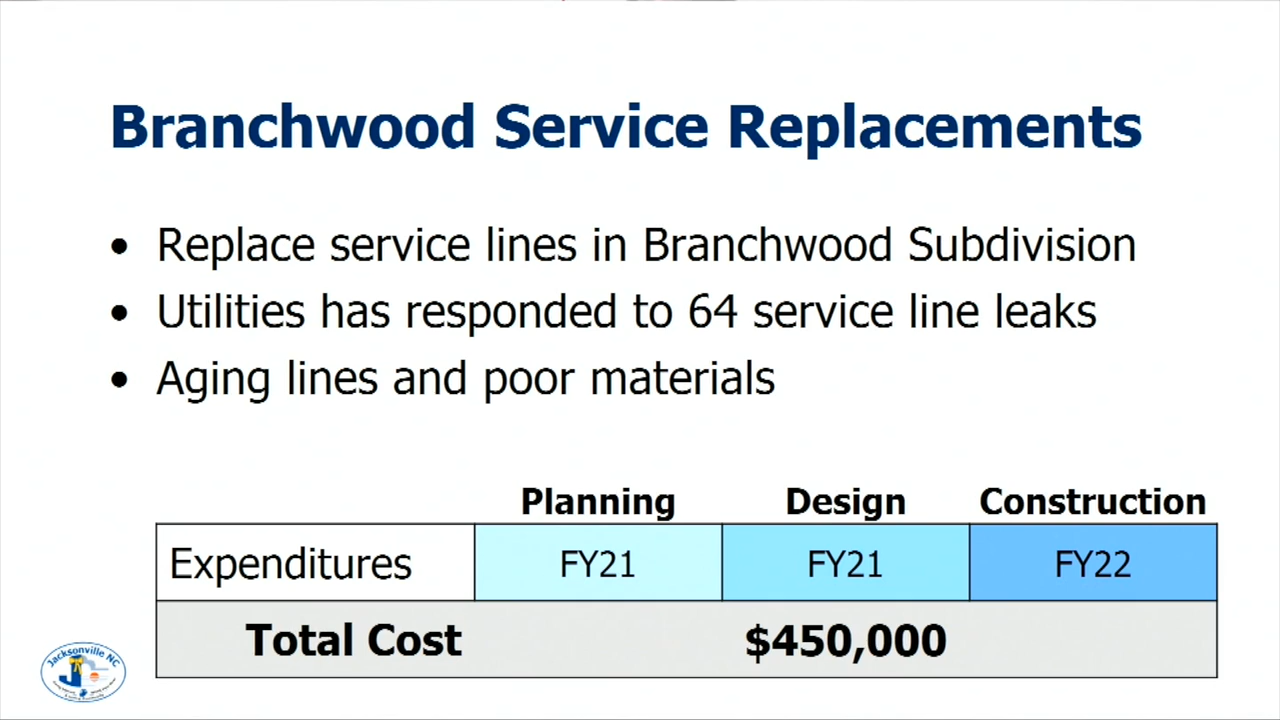 Branchwood Service Replacements
• Replace service lines in Branchwood Subdivision
• Utilities has responded to 64 service line leaks
• Aging lines and poor materials
Planning Design Construction
Expenditures FY21 FY21 FY22
Total Cost $450,000
Jacksonville NC